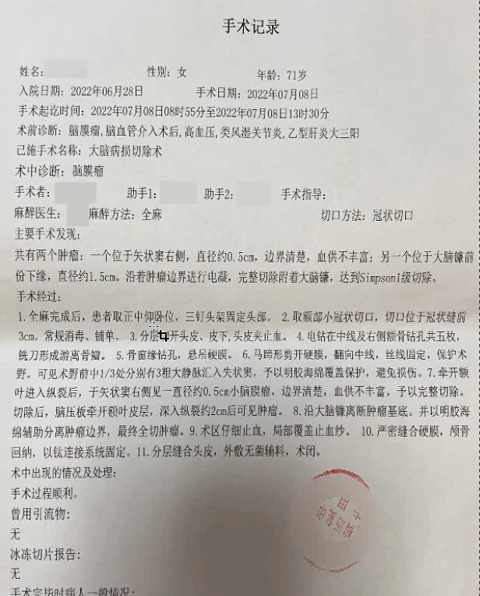 手术记录
姓名: 性别: 女 年龄: 71岁
入院日期: 2022年06月28日 手术日期: 2022年07月08日
手术起迄时间: 2022年07月08日08时55分至2022年07月08日13时30分
术前诊断: 脑膜瘤,脑血管介入术后,高血压,类风湿关节炎,乙型肝炎大三阳
已施手术名称: 大脑病损切除术
术中诊断: 脑膜瘤
手术者: 助手1: 助手2: 手术指导:
麻醉医生: 麻醉方法: 全麻 切口方法: 冠状切口
主要手术发现:
共有两个肿瘤: 一个位于矢状窦右侧, 直径约0.5cm, 边界清楚, 血供不丰富; 另一个位于大脑镰前
份下缘, 直径约1.5cm。沿着肿瘤边界进行电凝, 完整切除附着大脑镰, 达到SimpsonI级切除。
手术经过:
1. 全麻完成后, 患者取正中仰卧位, 三钉头架固定头部。 2. 取额部小冠状切口, 切口位于冠状缝前
3cm。常规消毒、铺单。 3. 分层切开头皮、皮下, 头皮夹止血。 4. 电钻在中线及右侧额骨钻孔共五枚,
铣刀形成游离骨瓣。 5. 骨窗缘钻孔, 悬吊硬膜。 6. 马蹄形剪开硬膜, 翻向中线, 丝线固定, 保护术
野。可见术野前中1/3处分别有3粗大静脉汇入矢状窦, 予以明胶海绵覆盖保护, 避免损伤。 7. 牵开额
叶进入纵裂后, 于矢状窦右侧见一直径约0.5cm小脑膜瘤, 边界清楚, 血供不丰富, 予以完整切除。
切除后, 脑压板牵开额叶皮层, 深入纵裂约2cm后可见肿瘤。 8. 沿大脑镰离断肿瘤基底。并以明胶海
绵辅助分离肿瘤边界, 最终全切肿瘤。 9. 术区仔细止血, 局部覆盖止血纱。 10. 严密缝合硬膜, 颅骨
回纳, 以钛连接系统固定。 11. 分层缝合头皮, 外敷无菌辅料, 术闭。
术中出现的情况及处理:
手术过程顺利。
曾用引流物:
无
冰冻切片报告:
无
手术完毕时病人一般情况: